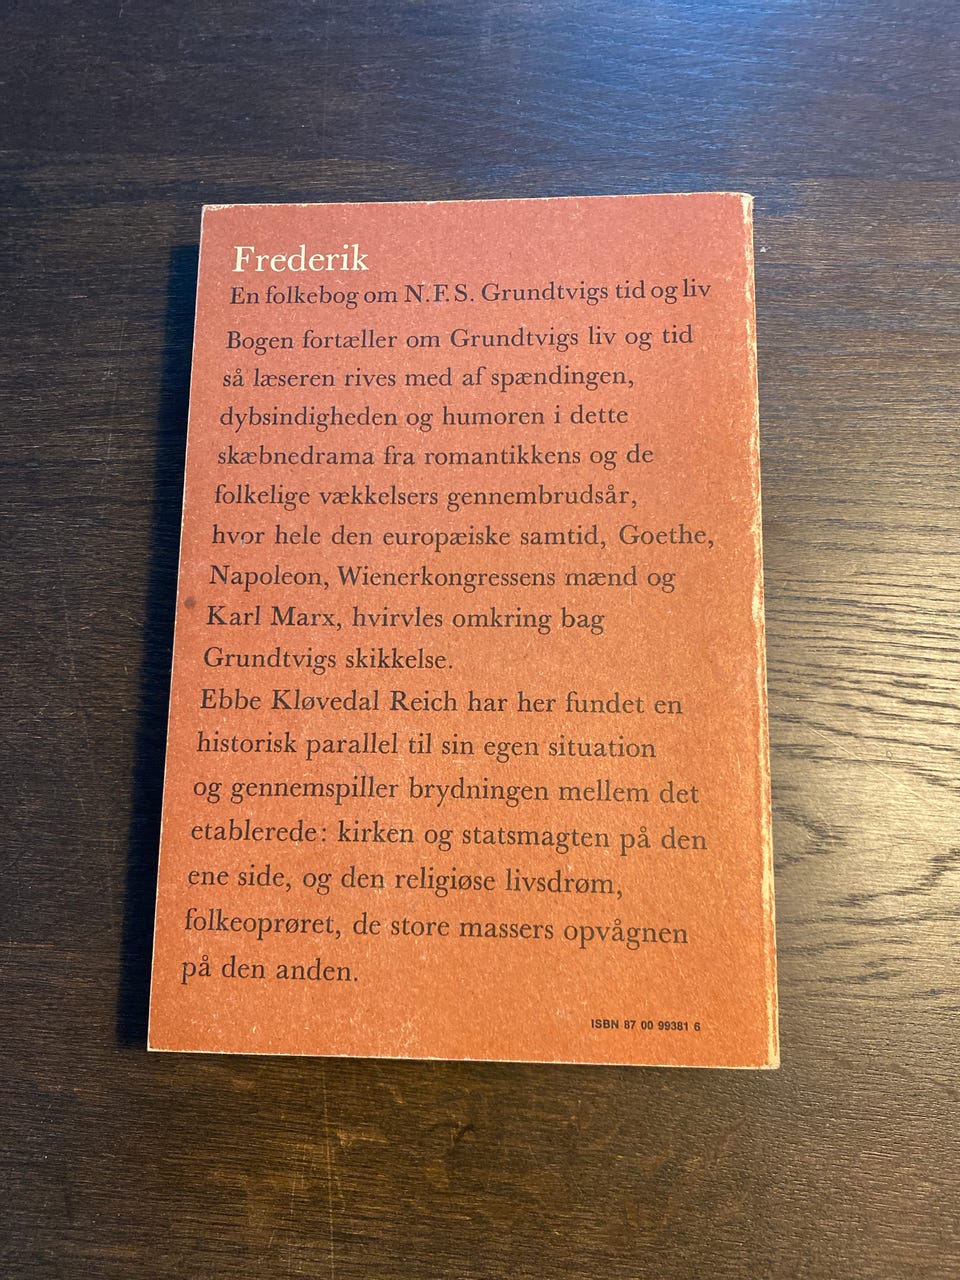 Frederik
En folkebog om N.F.S. Grundtvigs tid og liv
Bogen fortæller om Grundtvigs liv og tid
så læseren rives med af spændingen,
dybsindigheden og humoren i dette
skæbnedrama fra romantikkens og de
folkelige vækkelsers gennembrudsår,
hvor hele den europæiske samtid, Goethe,
Napoleon, Wienerkongressens mænd og
Karl Marx, hvirvles omkring bag
Grundtvigs skikkelse.
Ebbe Kløvedal Reich har her fundet en
historisk parallel til sin egen situation
og gennemspiller brydningen mellem det
etablerede: kirken og statsmagten på den
ene side, og den religiøse livsdrøm,
folkeoprøret, de store massers opvågnen
på den anden.
ISBN 87 00 99381 6